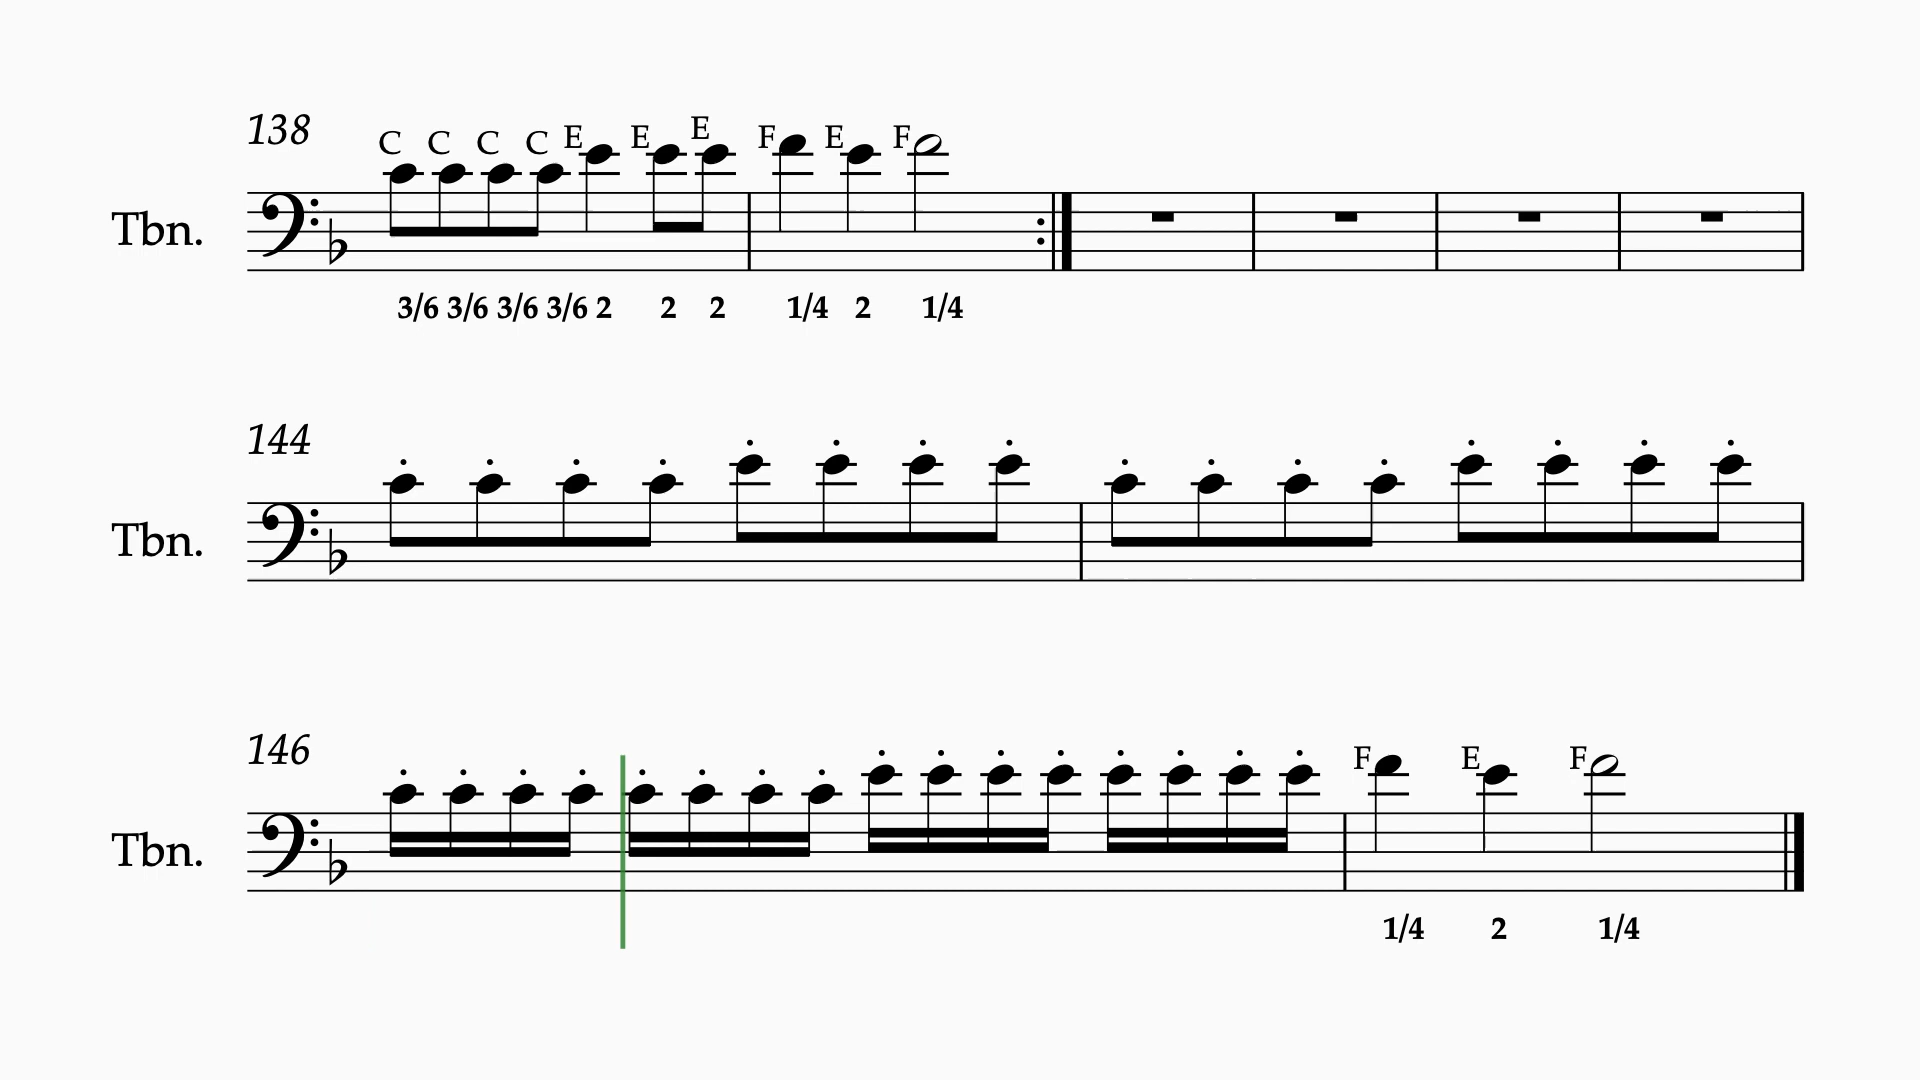 138
C C C C E E E F E F
Tbn.
3/6 3/6 3/6 3/6 2 2 2 1/4 2 1/4
144
Tbn.
146
F E F
Tbn.
1/4 2 1/4